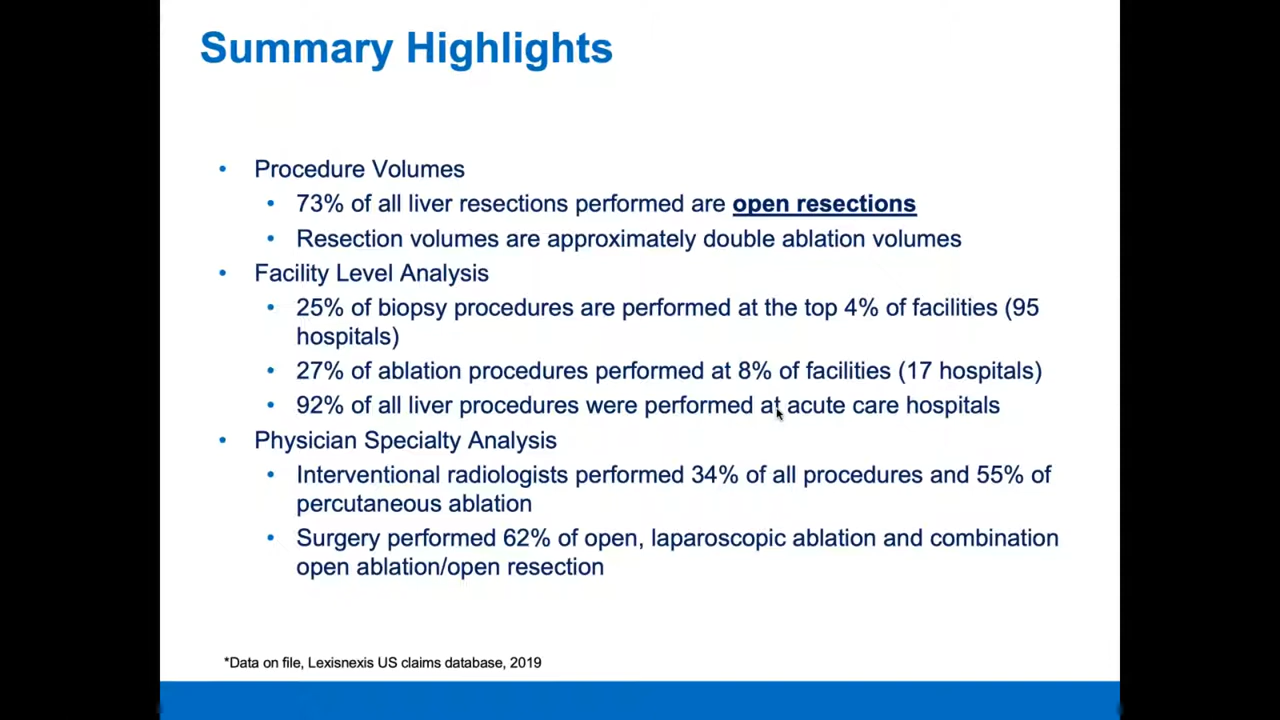 Summary Highlights
• Procedure Volumes
• 73% of all liver resections performed are open resections
• Resection volumes are approximately double ablation volumes
• Facility Level Analysis
• 25% of biopsy procedures are performed at the top 4% of facilities (95
hospitals)
• 27% of ablation procedures performed at 8% of facilities (17 hospitals)
• 92% of all liver procedures were performed at acute care hospitals
• Physician Specialty Analysis
• Interventional radiologists performed 34% of all procedures and 55% of
percutaneous ablation
• Surgery performed 62% of open, laparoscopic ablation and combination
open ablation/open resection
*Data on file, Lexisnexis US claims database, 2019